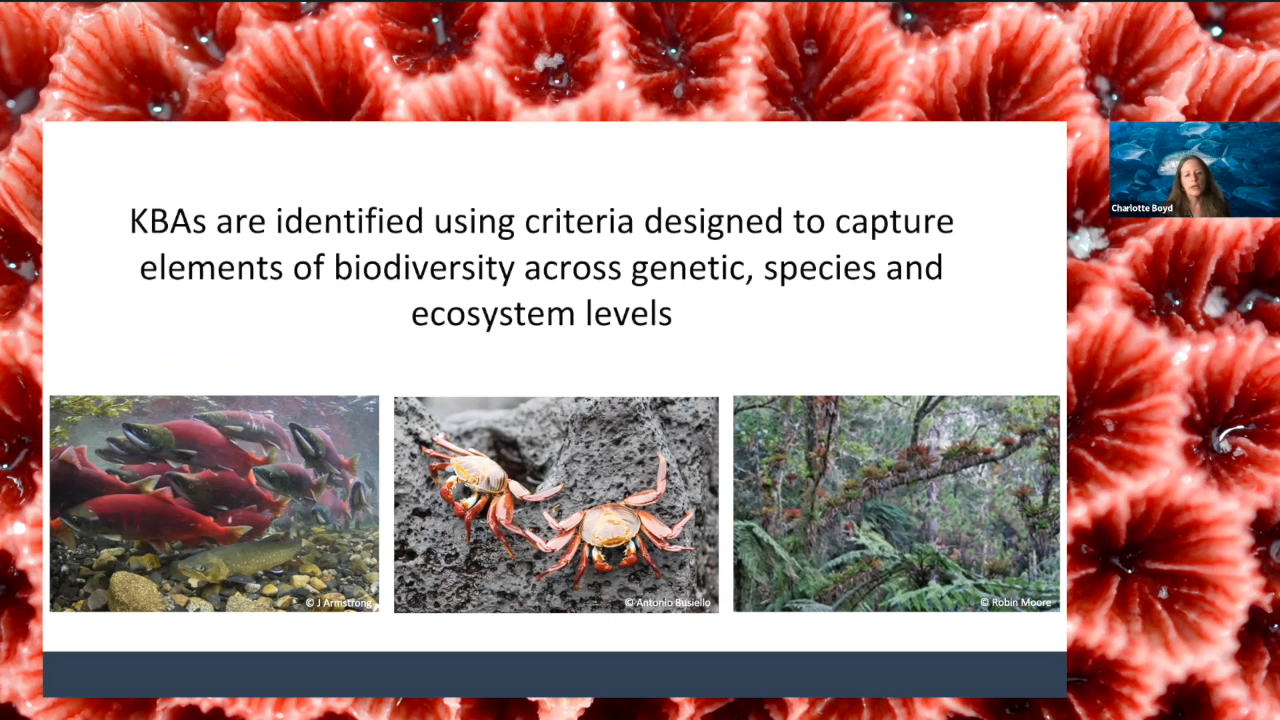 KBAs are identified using criteria designed to capture
elements of biodiversity across genetic, species and
ecosystem levels
Charlotte Boyd
© J Armstrong
© Antonio Busiello
© Robin Moore